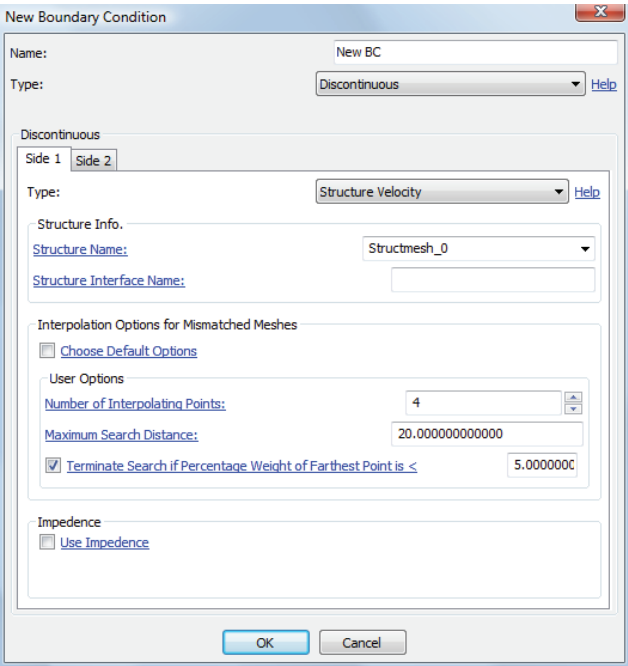 New Boundary Condition
Name: New BC
Type: Discontinuous Help
Discontinuous
Side 1 Side 2
Type: Structure Velocity Help
Structure Info.
Structure Name: Structmesh_0
Structure Interface Name:
Interpolation Options for Mismatched Meshes
Choose Default Options
User Options
Number of Interpolating Points: 4
Maximum Search Distance: 20.000000000000
Terminate Search if Percentage Weight of Farthest Point is < 5.0000000
Impedence
Use Impedence
OK Cancel